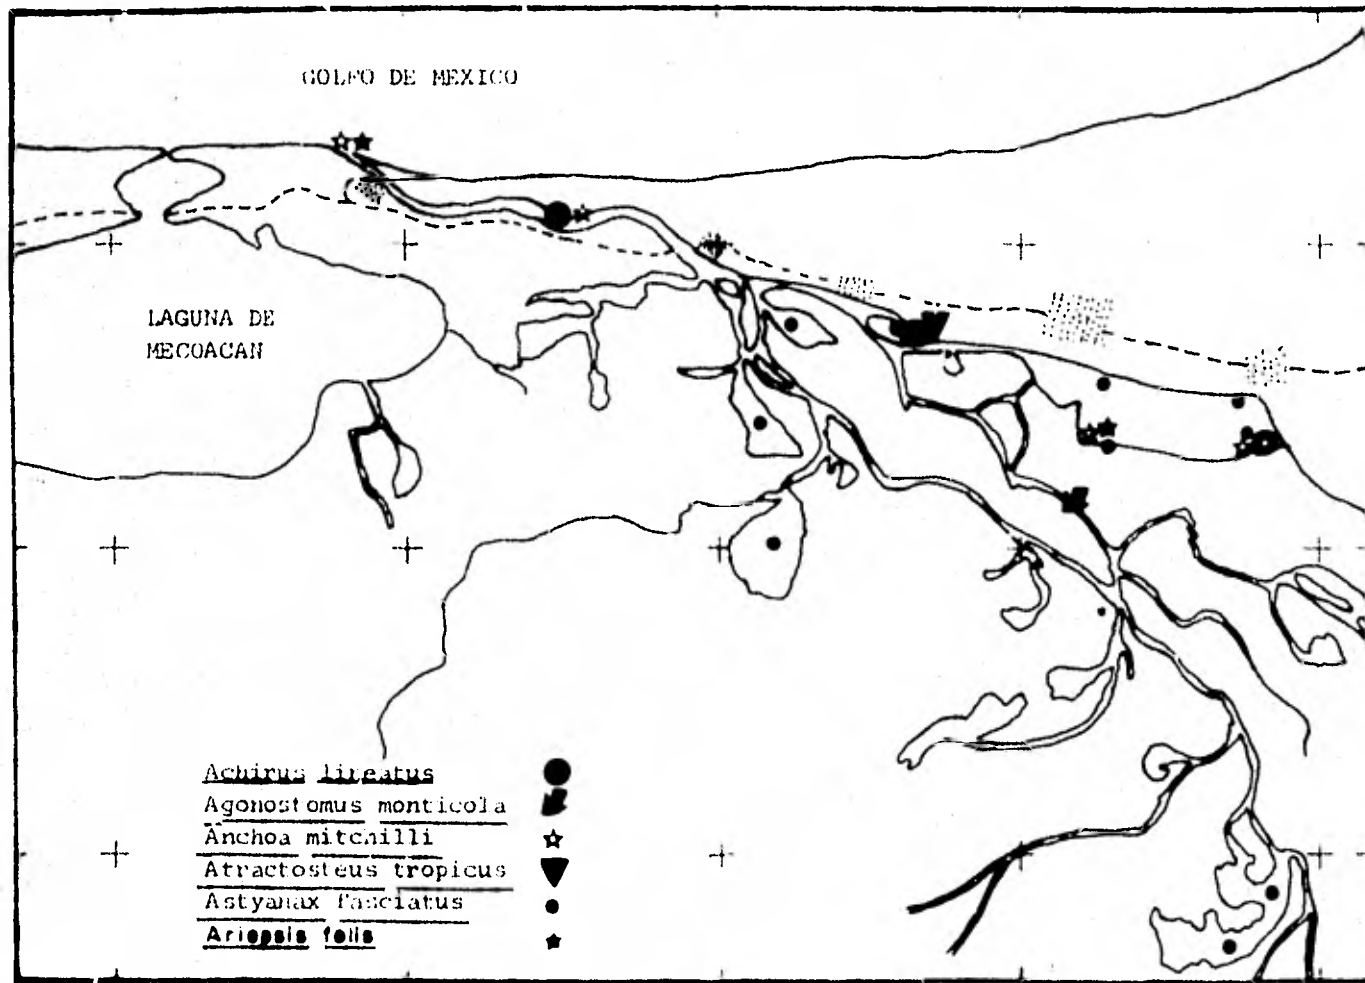 GOLFO DE MEXICO
LAGUNA DE
MECOACAN
Achirus lineatus
Agonostomus monticola
Anchoa mitchilli
Atractosteus tropicus
Astyanax fasciatus
Ariopsis felis